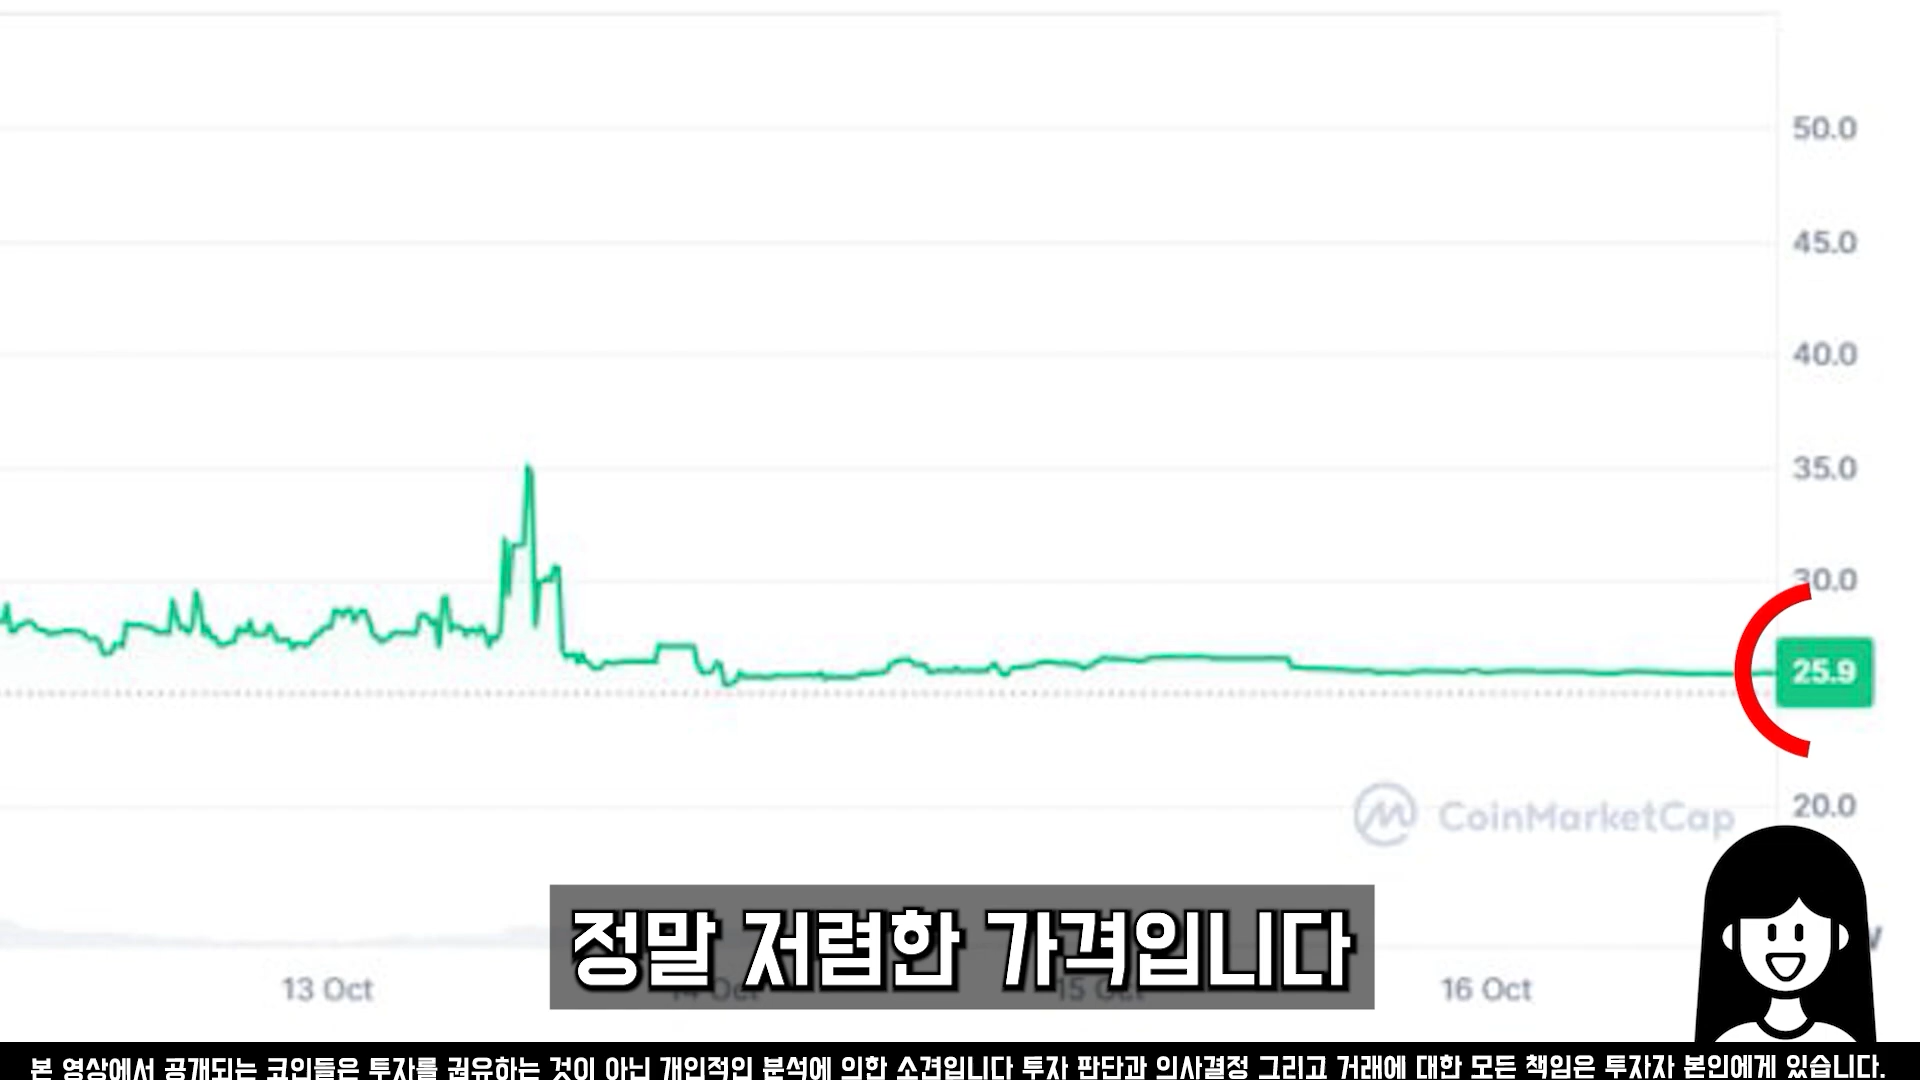 50.0
45.0
40.0
35.0
30.0
25.9
20.0
CoinMarketCap
정말 저렴한 가격입니다
13 Oct
14 Oct
15 Oct
16 Oct
본 영상에서 공개되는 코인들은 투자를 권유하는 것이 아닌 개인적인 분석에 의한 소견입니다 투자 판단과 의사결정 그리고 거래에 대한 모든 책임은 투자자 본인에게 있습니다.